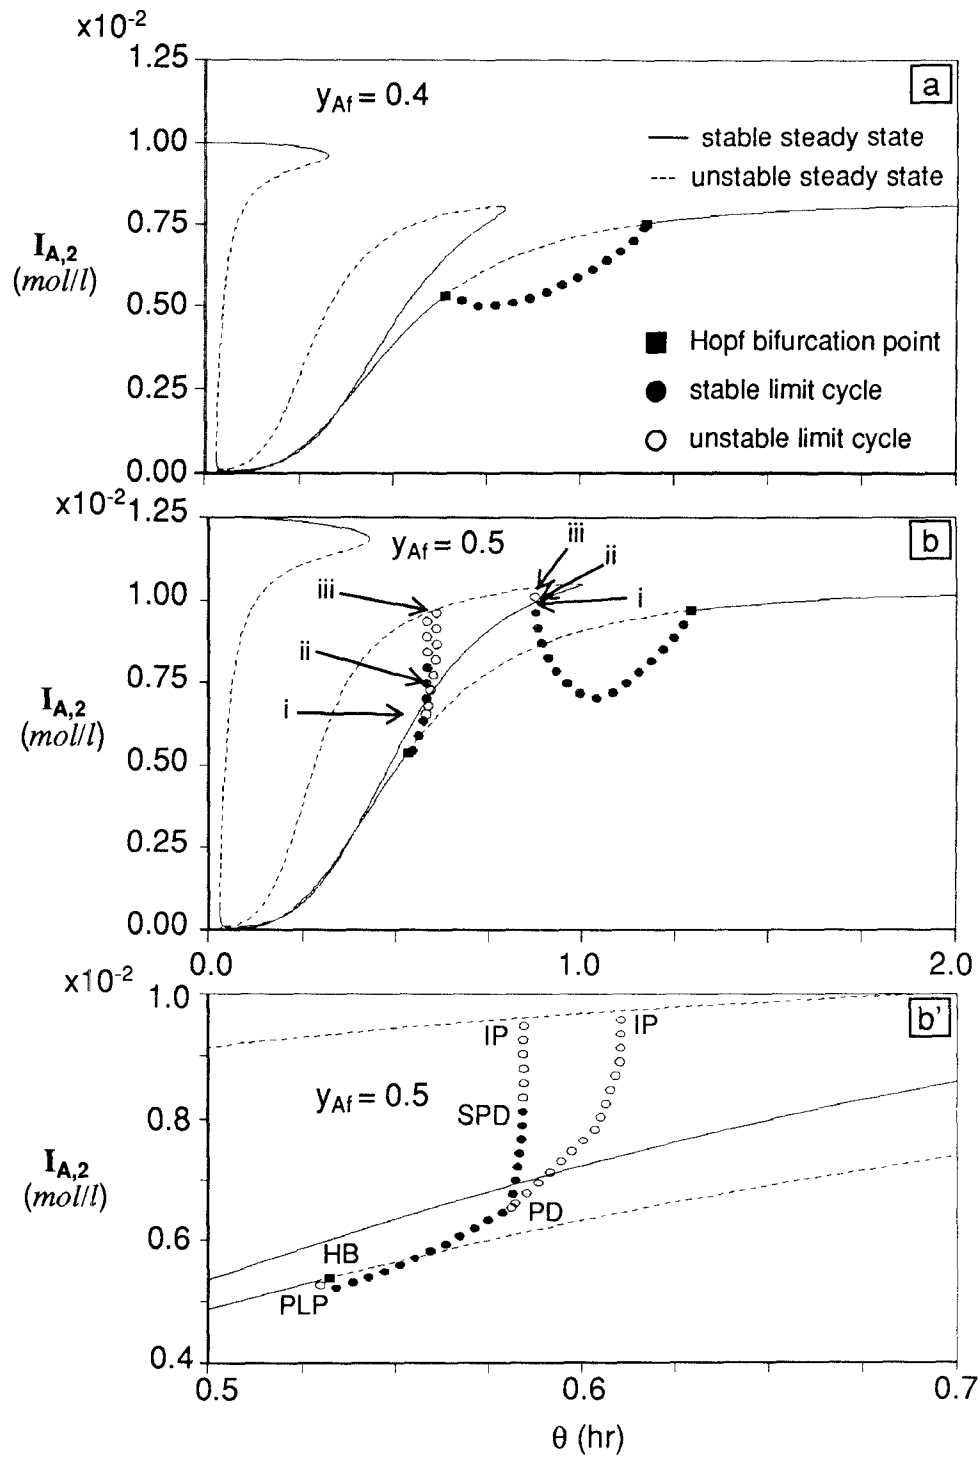 x10-2
1.25
a
yAf = 0.4
1.00
stable steady state
unstable steady state
0.75
IA,2
(mol/l)
0.50
Hopf bifurcation point
0.25
stable limit cycle
unstable limit cycle
0.00
x10-2
1.25
b
yAf = 0.5
iii
ii
iii
1.00
i
ii
0.75
IA,2
i
(mol/l)
0.50
0.25
0.00
0.0
1.0
2.0
x10-2
1.0
b'
IP
IP
yAf = 0.5
SPD
0.8
IA,2
(mol/l)
PD
0.6
HB
PLP
0.4
0.5
0.6
0.7
θ (hr)